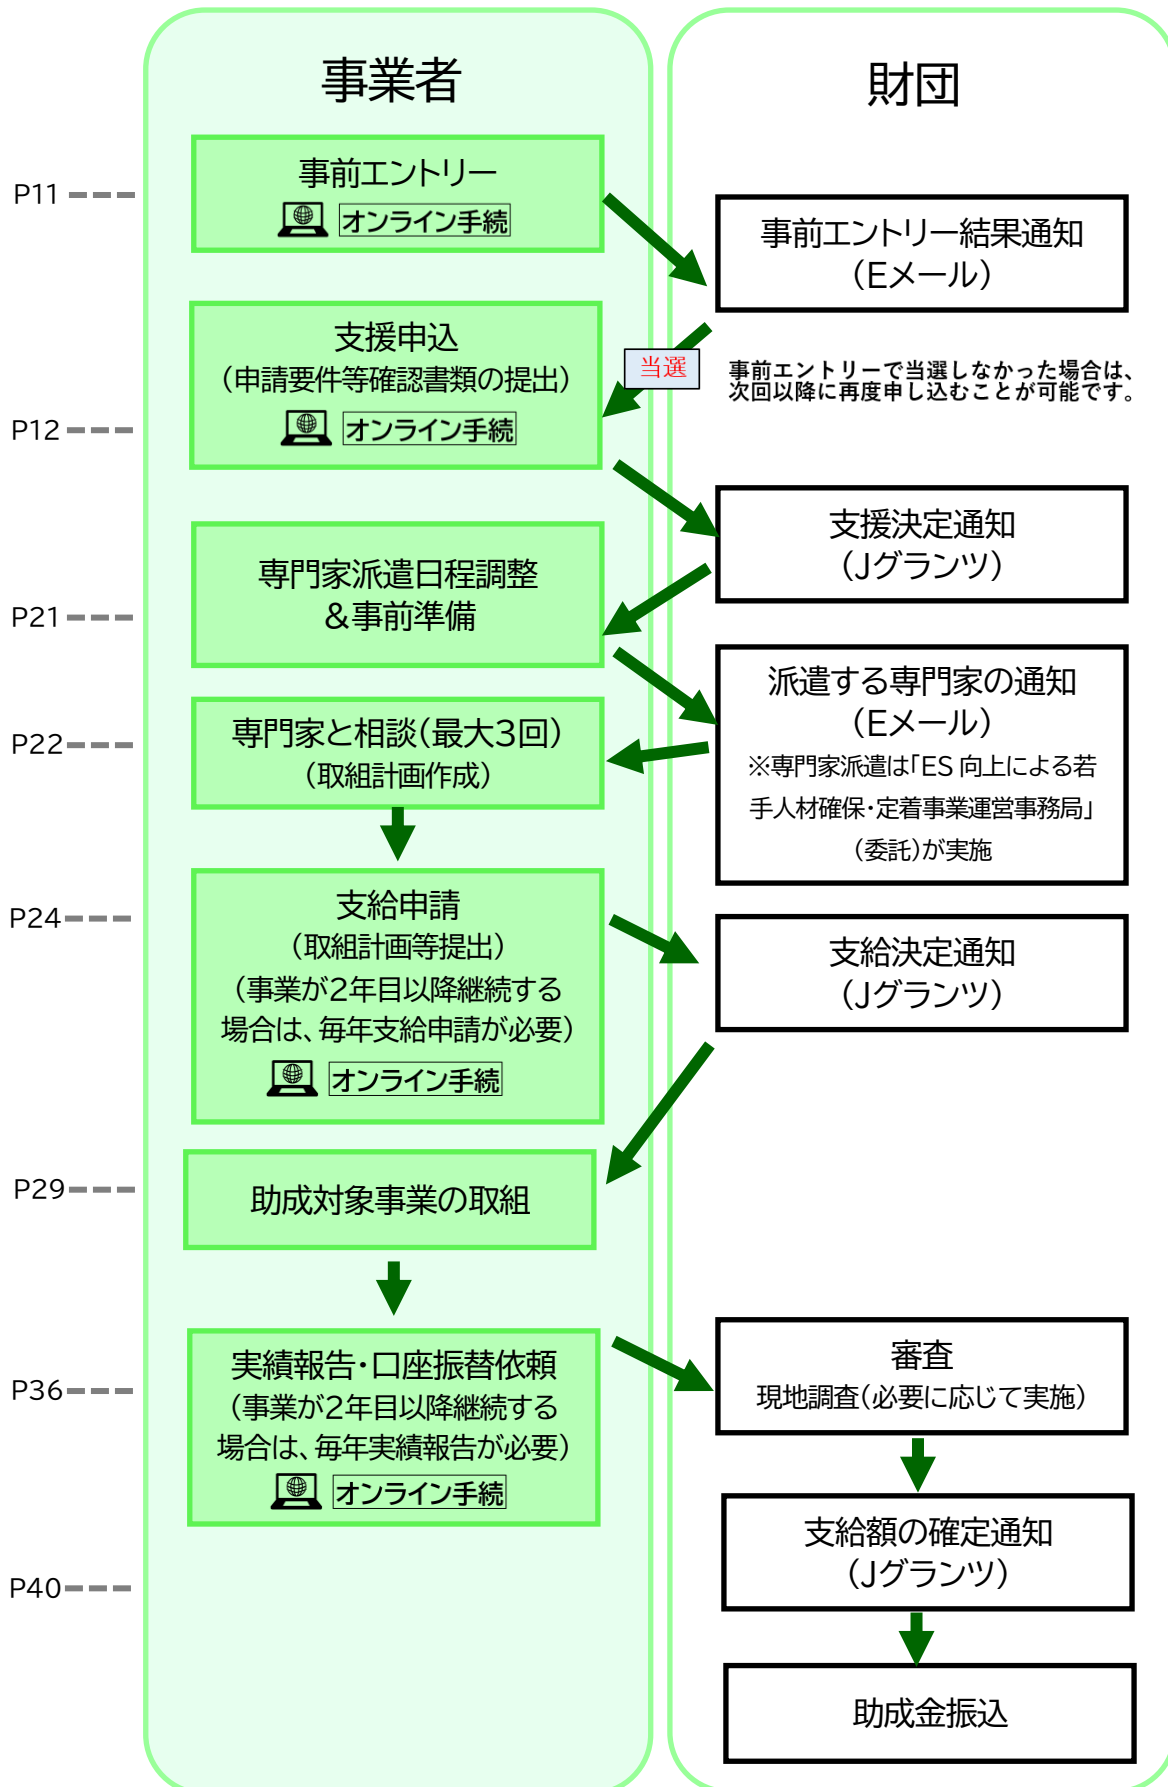 事業者
財団
P11
事前エントリー
オンライン手続
事前エントリー結果通知
(Eメール)
支援申込
(申請要件等確認書類の提出)
オンライン手続
P12
当選
事前エントリーで当選しなかった場合は、
次回以降に再度申し込むことが可能です。
支援決定通知
(Jグランツ)
専門家派遣日程調整
&事前準備
P21
派遣する専門家の通知
(Eメール)
※専門家派遣は「ES 向上による若
手人材確保・定着事業運営事務局」
(委託)が実施
P22
専門家と相談(最大3回)
(取組計画作成)
P24
支給申請
(取組計画等提出)
(事業が2年目以降継続する
場合は、毎年支給申請が必要)
オンライン手続
支給決定通知
(Jグランツ)
P29
助成対象事業の取組
P36
実績報告・口座振替依頼
(事業が2年目以降継続する
場合は、毎年実績報告が必要)
オンライン手続
審査
現地調査(必要に応じて実施)
P40
支給額の確定通知
(Jグランツ)
助成金振込